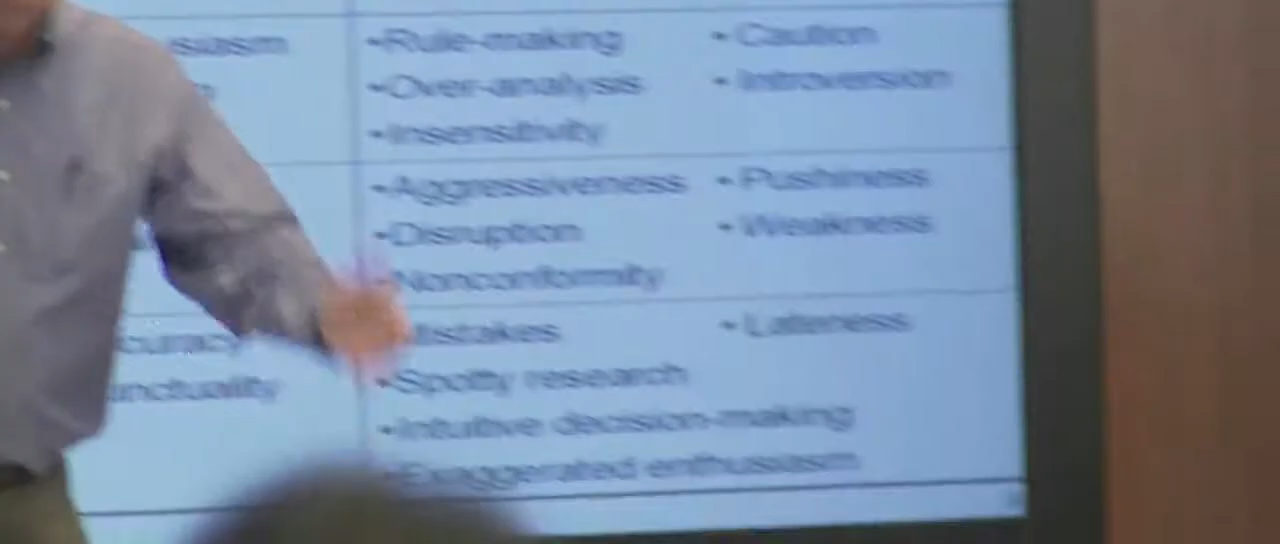 •Rule-making • Caution
•Over-analysis • Introversion
•Insensitivity
•Aggressiveness • Pushiness
•Disruption • Weakness
Nonconformity
Mistakes • Lateness
•Spotty research
•Intuitive decision-making
Exaggerated enthusiasm